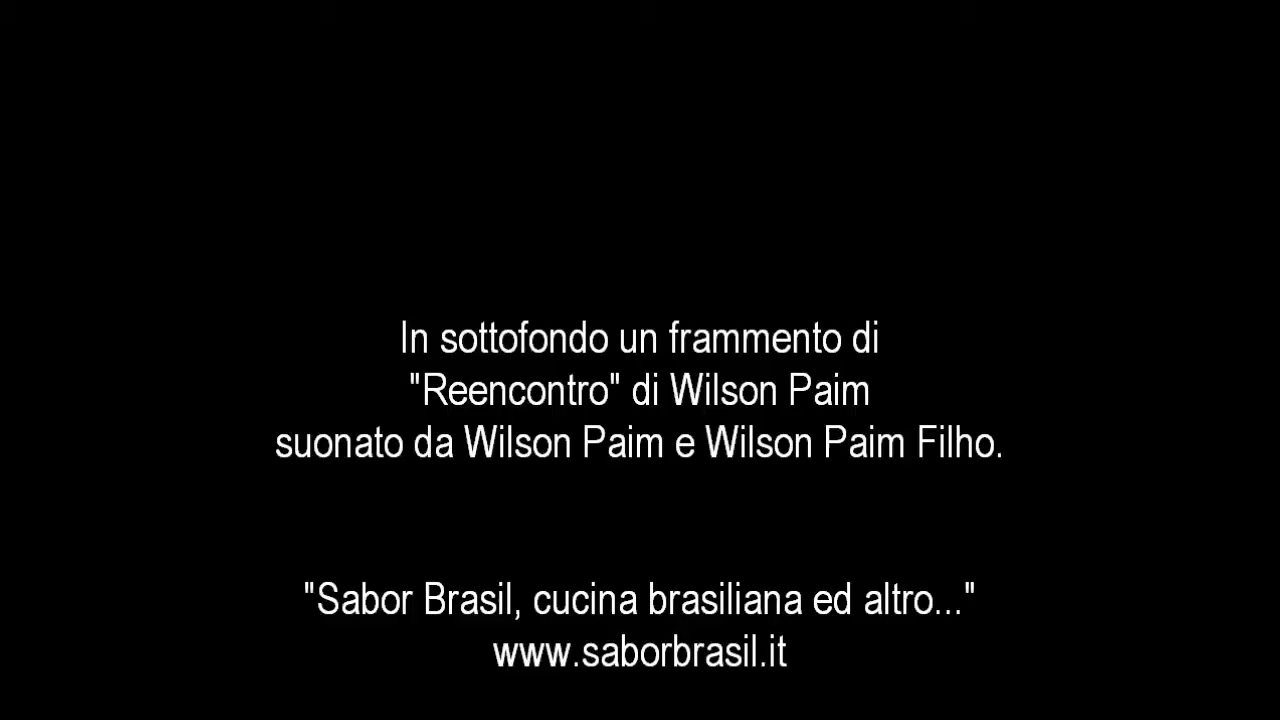 In sottofondo un frammento di
"Reencontro" di Wilson Paim
suonato da Wilson Paim e Wilson Paim Filho.
"Sabor Brasil, cucina brasiliana ed altro..."
www.saborbrasil.it